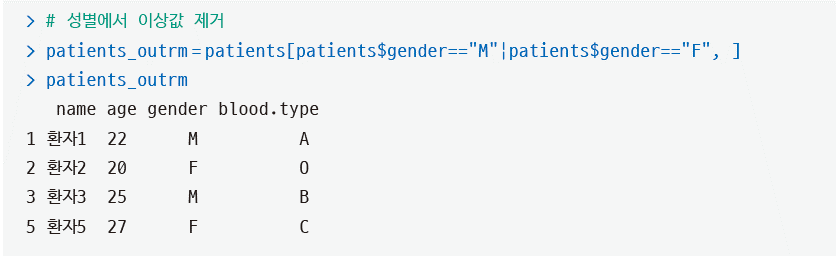 > # 성별에서 이상값 제거
> patients_outrm=patients[patients$gender=="M"¦patients$gender=="F", ]
> patients_outrm
name age gender blood.type
1 환자1 22 M A
2 환자2 20 F O
3 환자3 25 M B
5 환자5 27 F C